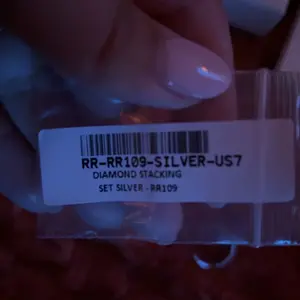 RR-RR109-SILVER-US7
DIAMOND STACKING
SET SILVER - RR109